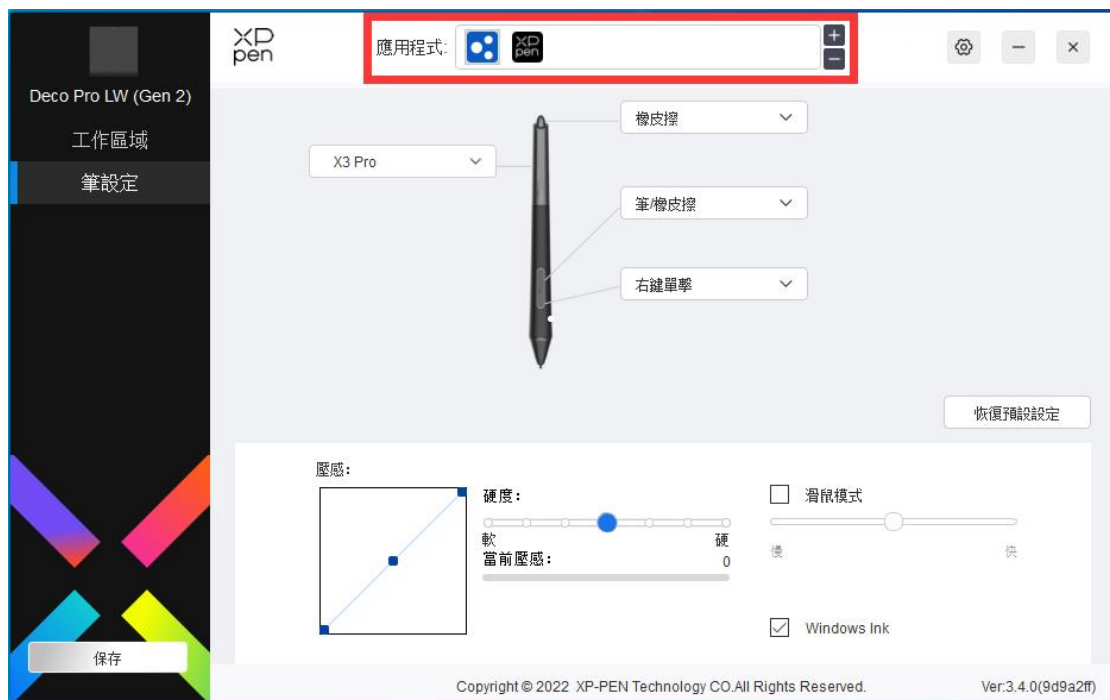 XP
pen
應用程式:
XP
pen
Deco Pro LW (Gen 2)
工作區域
筆設定
橡皮擦
X3 Pro
筆/橡皮擦
右鍵單擊
恢復預設設定
壓感:
硬度:
滑鼠模式
軟
硬
慢
快
當前壓感:
0
Windows Ink
保存
Copyright © 2022 XP-PEN Technology CO.All Rights Reserved.
Ver:3.4.0(9d9a2ff)